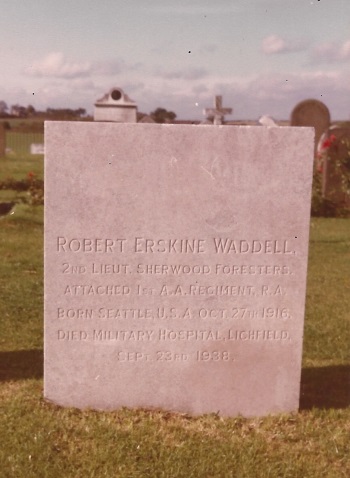 ROBERT ERSKINE WADDELL,
2ND LIEUT. SHERWOOD FORESTERS,
ATTACHED 1ST A.A. REGIMENT, R.A.
BORN SEATTLE, U.S.A. OCT. 27TH 1916.
DIED MILITARY HOSPITAL, LICHFIELD,
SEPT. 23RD 1938.